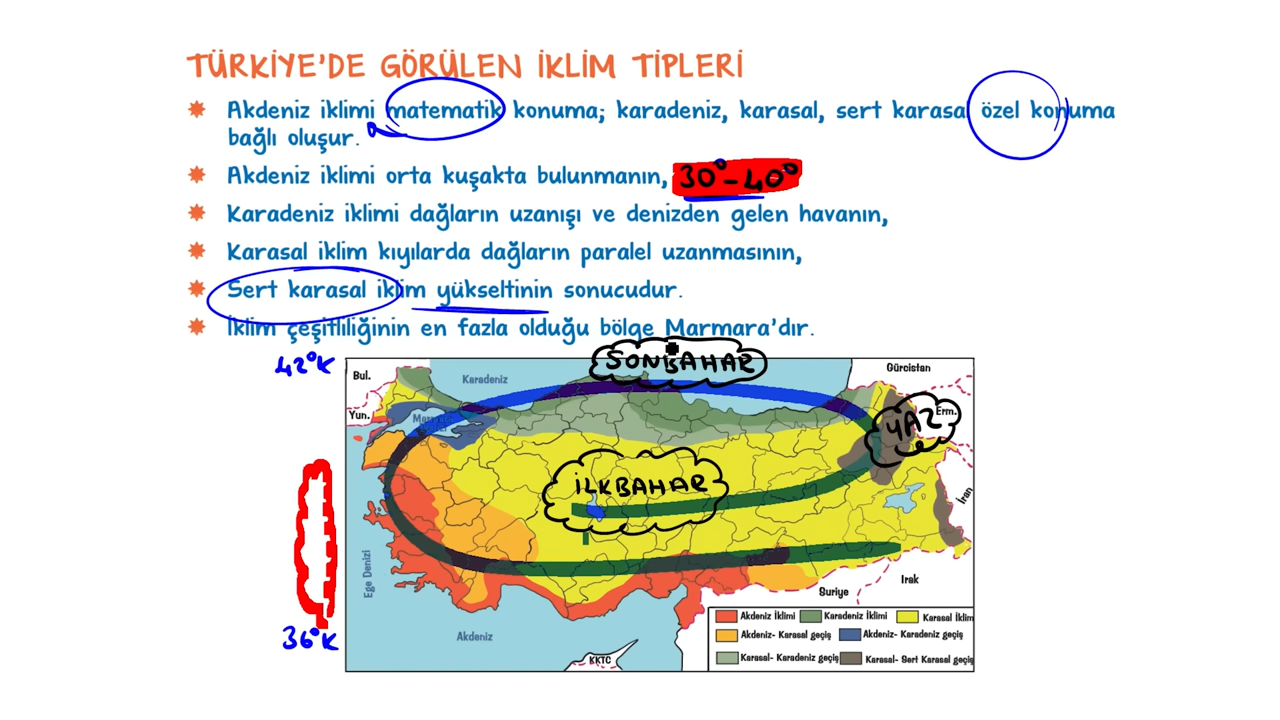 TÜRKİYE'DE GÖRÜLEN İKLİM TİPLERİ
Akdeniz iklimi matematik konuma; karadeniz, karasal, sert karasal özel konuma
bağlı oluşur.
Akdeniz iklimi orta kuşakta bulunmanın, 30°-40°
Karadeniz iklimi dağların uzanışı ve denizden gelen havanın,
Karasal iklim kıyılarda dağların paralel uzanmasının,
Sert karasal iklim yükseltinin sonucudur.
İklim çeşitliliğinin en fazla olduğu bölge Marmara'dır.
42°K
SONBAHAR
Bul.
Karadeniz
Gürcistan
Yun.
Erm.
YAZ
İLKBAHAR
İran
Ege Denizi
Irak
Suriye
36°K
Akdeniz
KKTC
Akdeniz İklimi
Karadeniz İklimi
Karasal İklim
Akdeniz- Karasal geçiş
Akdeniz- Karadeniz geçiş
Karasal- Karadeniz geçiş
Karasal- Sert Karasal geçiş